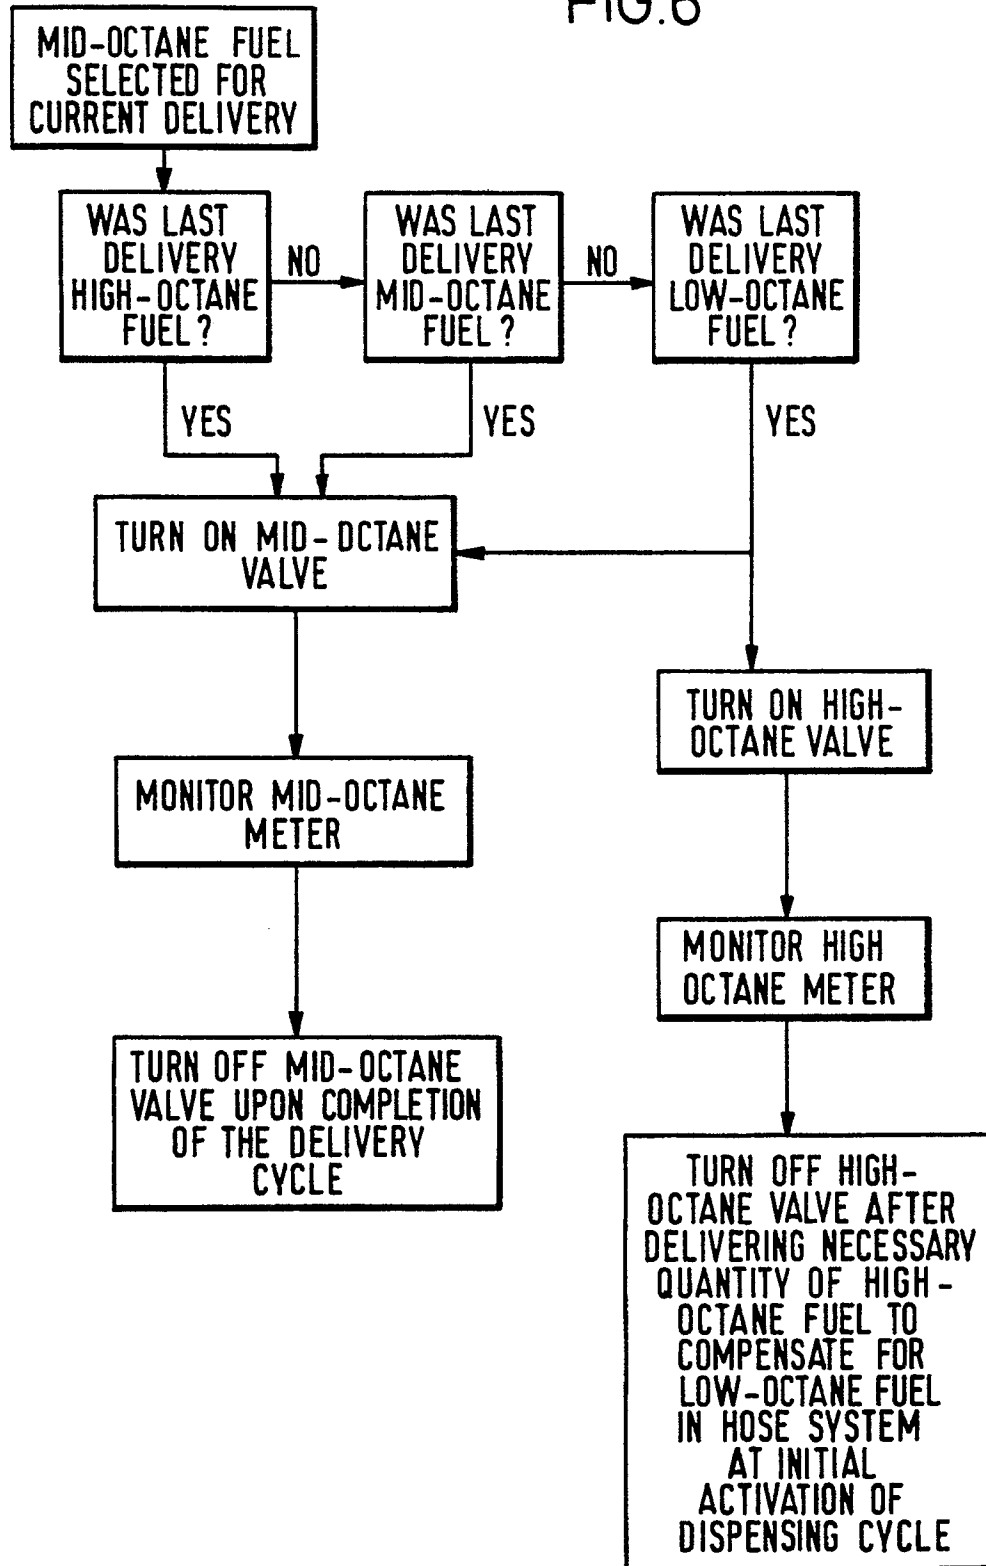 FIG.6
MID-OCTANE FUEL
SELECTED FOR
CURRENT DELIVERY
WAS LAST
DELIVERY
HIGH-OCTANE
FUEL?
NO
WAS LAST
DELIVERY
MID-OCTANE
FUEL?
NO
WAS LAST
DELIVERY
LOW-OCTANE
FUEL?
YES
YES
YES
TURN ON MID-OCTANE
VALVE
TURN ON HIGH-
OCTANE VALVE
MONITOR MID-OCTANE
METER
MONITOR HIGH
OCTANE METER
TURN OFF MID-OCTANE
VALVE UPON COMPLETION
OF THE DELIVERY
CYCLE
TURN OFF HIGH-
OCTANE VALVE AFTER
DELIVERING NECESSARY
QUANTITY OF HIGH-
OCTANE FUEL TO
COMPENSATE FOR
LOW-OCTANE FUEL
IN HOSE SYSTEM
AT INITIAL
ACTIVATION OF
DISPENSING CYCLE